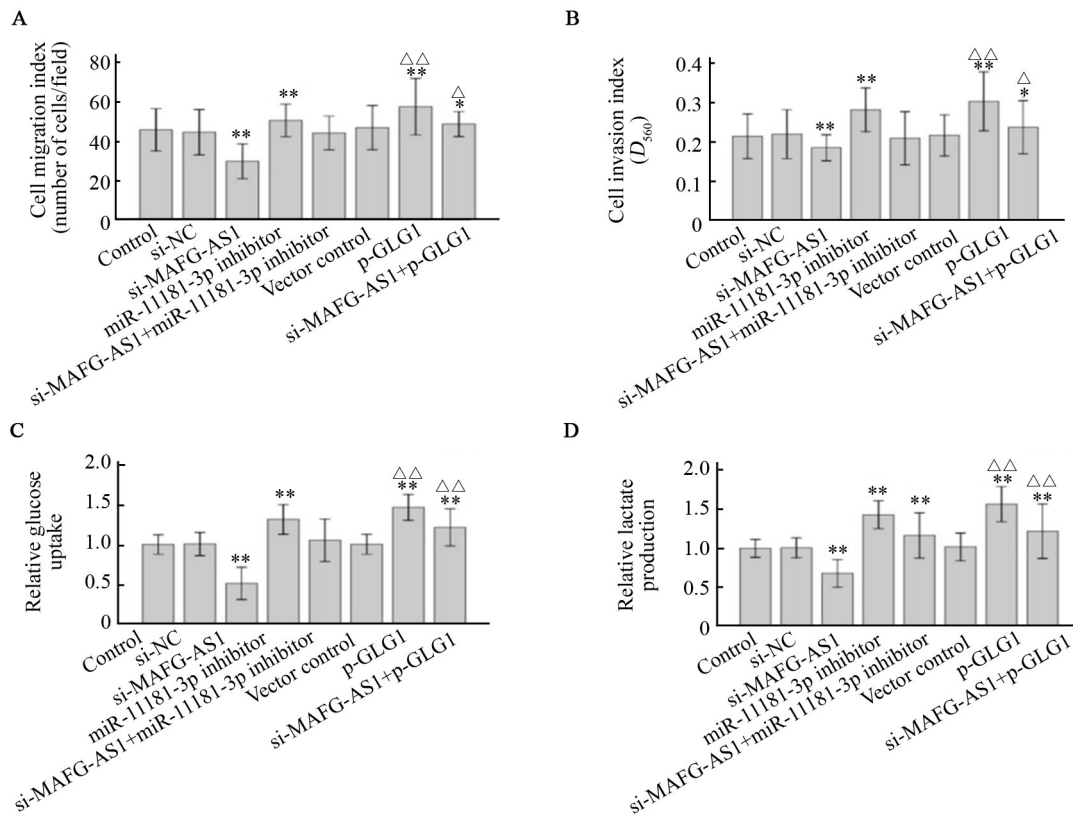 A
Cell migration index
(number of cells/field)
80
60
40
20
0
**
**
△△
**
△
*
Control
si-NC
si-MAFG-AS1
miR-11181-3p inhibitor
si-MAFG-AS1+miR-11181-3p inhibitor
Vector control
p-GLG1
si-MAFG-AS1+p-GLG1
B
Cell invasion index
(D560)
0.4
0.3
0.2
0.1
0
**
**
△△
**
△
*
Control
si-NC
si-MAFG-AS1
miR-11181-3p inhibitor
si-MAFG-AS1+miR-11181-3p inhibitor
Vector control
p-GLG1
si-MAFG-AS1+p-GLG1
C
Relative glucose
uptake
2.0
1.5
1.0
0.5
0
**
**
△△
**
△△
**
Control
si-NC
si-MAFG-AS1
miR-11181-3p inhibitor
si-MAFG-AS1+miR-11181-3p inhibitor
Vector control
p-GLG1
si-MAFG-AS1+p-GLG1
D
Relative lactate
production
2.0
1.5
1.0
0.5
0
**
**
**
△△
**
△△
**
Control
si-NC
si-MAFG-AS1
miR-11181-3p inhibitor
si-MAFG-AS1+miR-11181-3p inhibitor
Vector control
p-GLG1
si-MAFG-AS1+p-GLG1